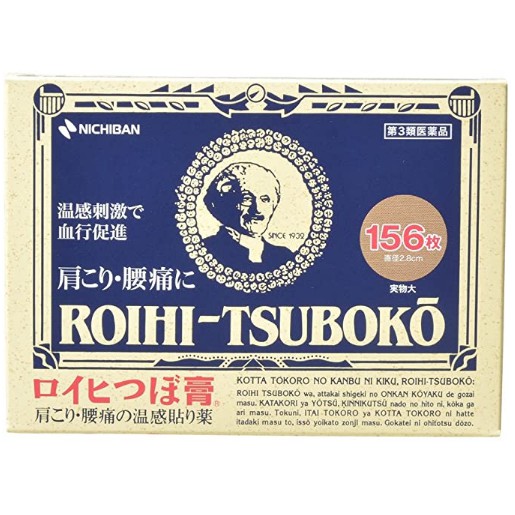 NICHIBAN
第3類医薬品
温感刺激で
血行促進
SINCE 1932
156枚
直径2.8cm
実物大
肩こり・腰痛に
ROIHI-TSUBOKŌ
ロイヒつぼ膏®
肩こり・腰痛の温感貼り薬
KOTTA TOKORO NO KANBU NI KIKU, ROIHI-TSUBOKŌ:
ROIHI TSUBOKŌ wa, attakai shigeki no ONKAN KŌYAKU de gozai
masu. KATAKORI ya YŌTSŪ, KINNIKUTSŪ nado no hito ni, kōka ga
ari masu. Tokuni, ITAI TOKORO ya KOTTA TOKORO ni hatte
itadaki masu to, issō yoikato zonji masu. Gokatei ni ohitotsu dōzo.